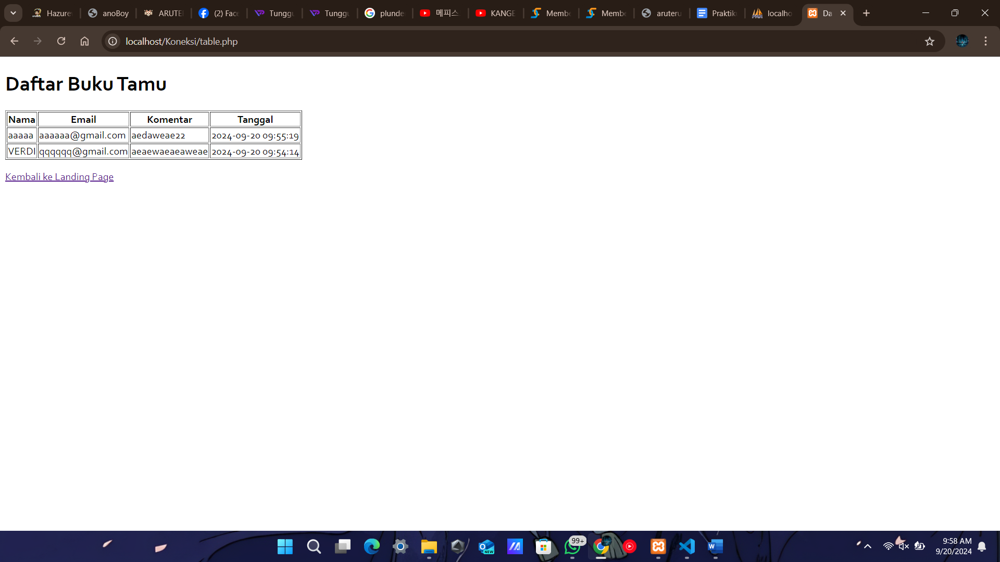 Hazure
anoBoy
ARUTE
(2) Face
Tungg
Tungg
plunde
메피스
KANGE
Membe
Membe
aruteru
Praktik
localho
Da
localhost/Koneksi/table.php
Daftar Buku Tamu
Nama Email Komentar Tanggal
aaaaa aaaaaa@gmail.com aedaweae22 2024-09-20 09:55:19
VERDI qqqqqq@gmail.com aeaewaeaeaweae 2024-09-20 09:54:14
Kembali ke Landing Page
NEW
99+
9:58 AM
9/20/2024